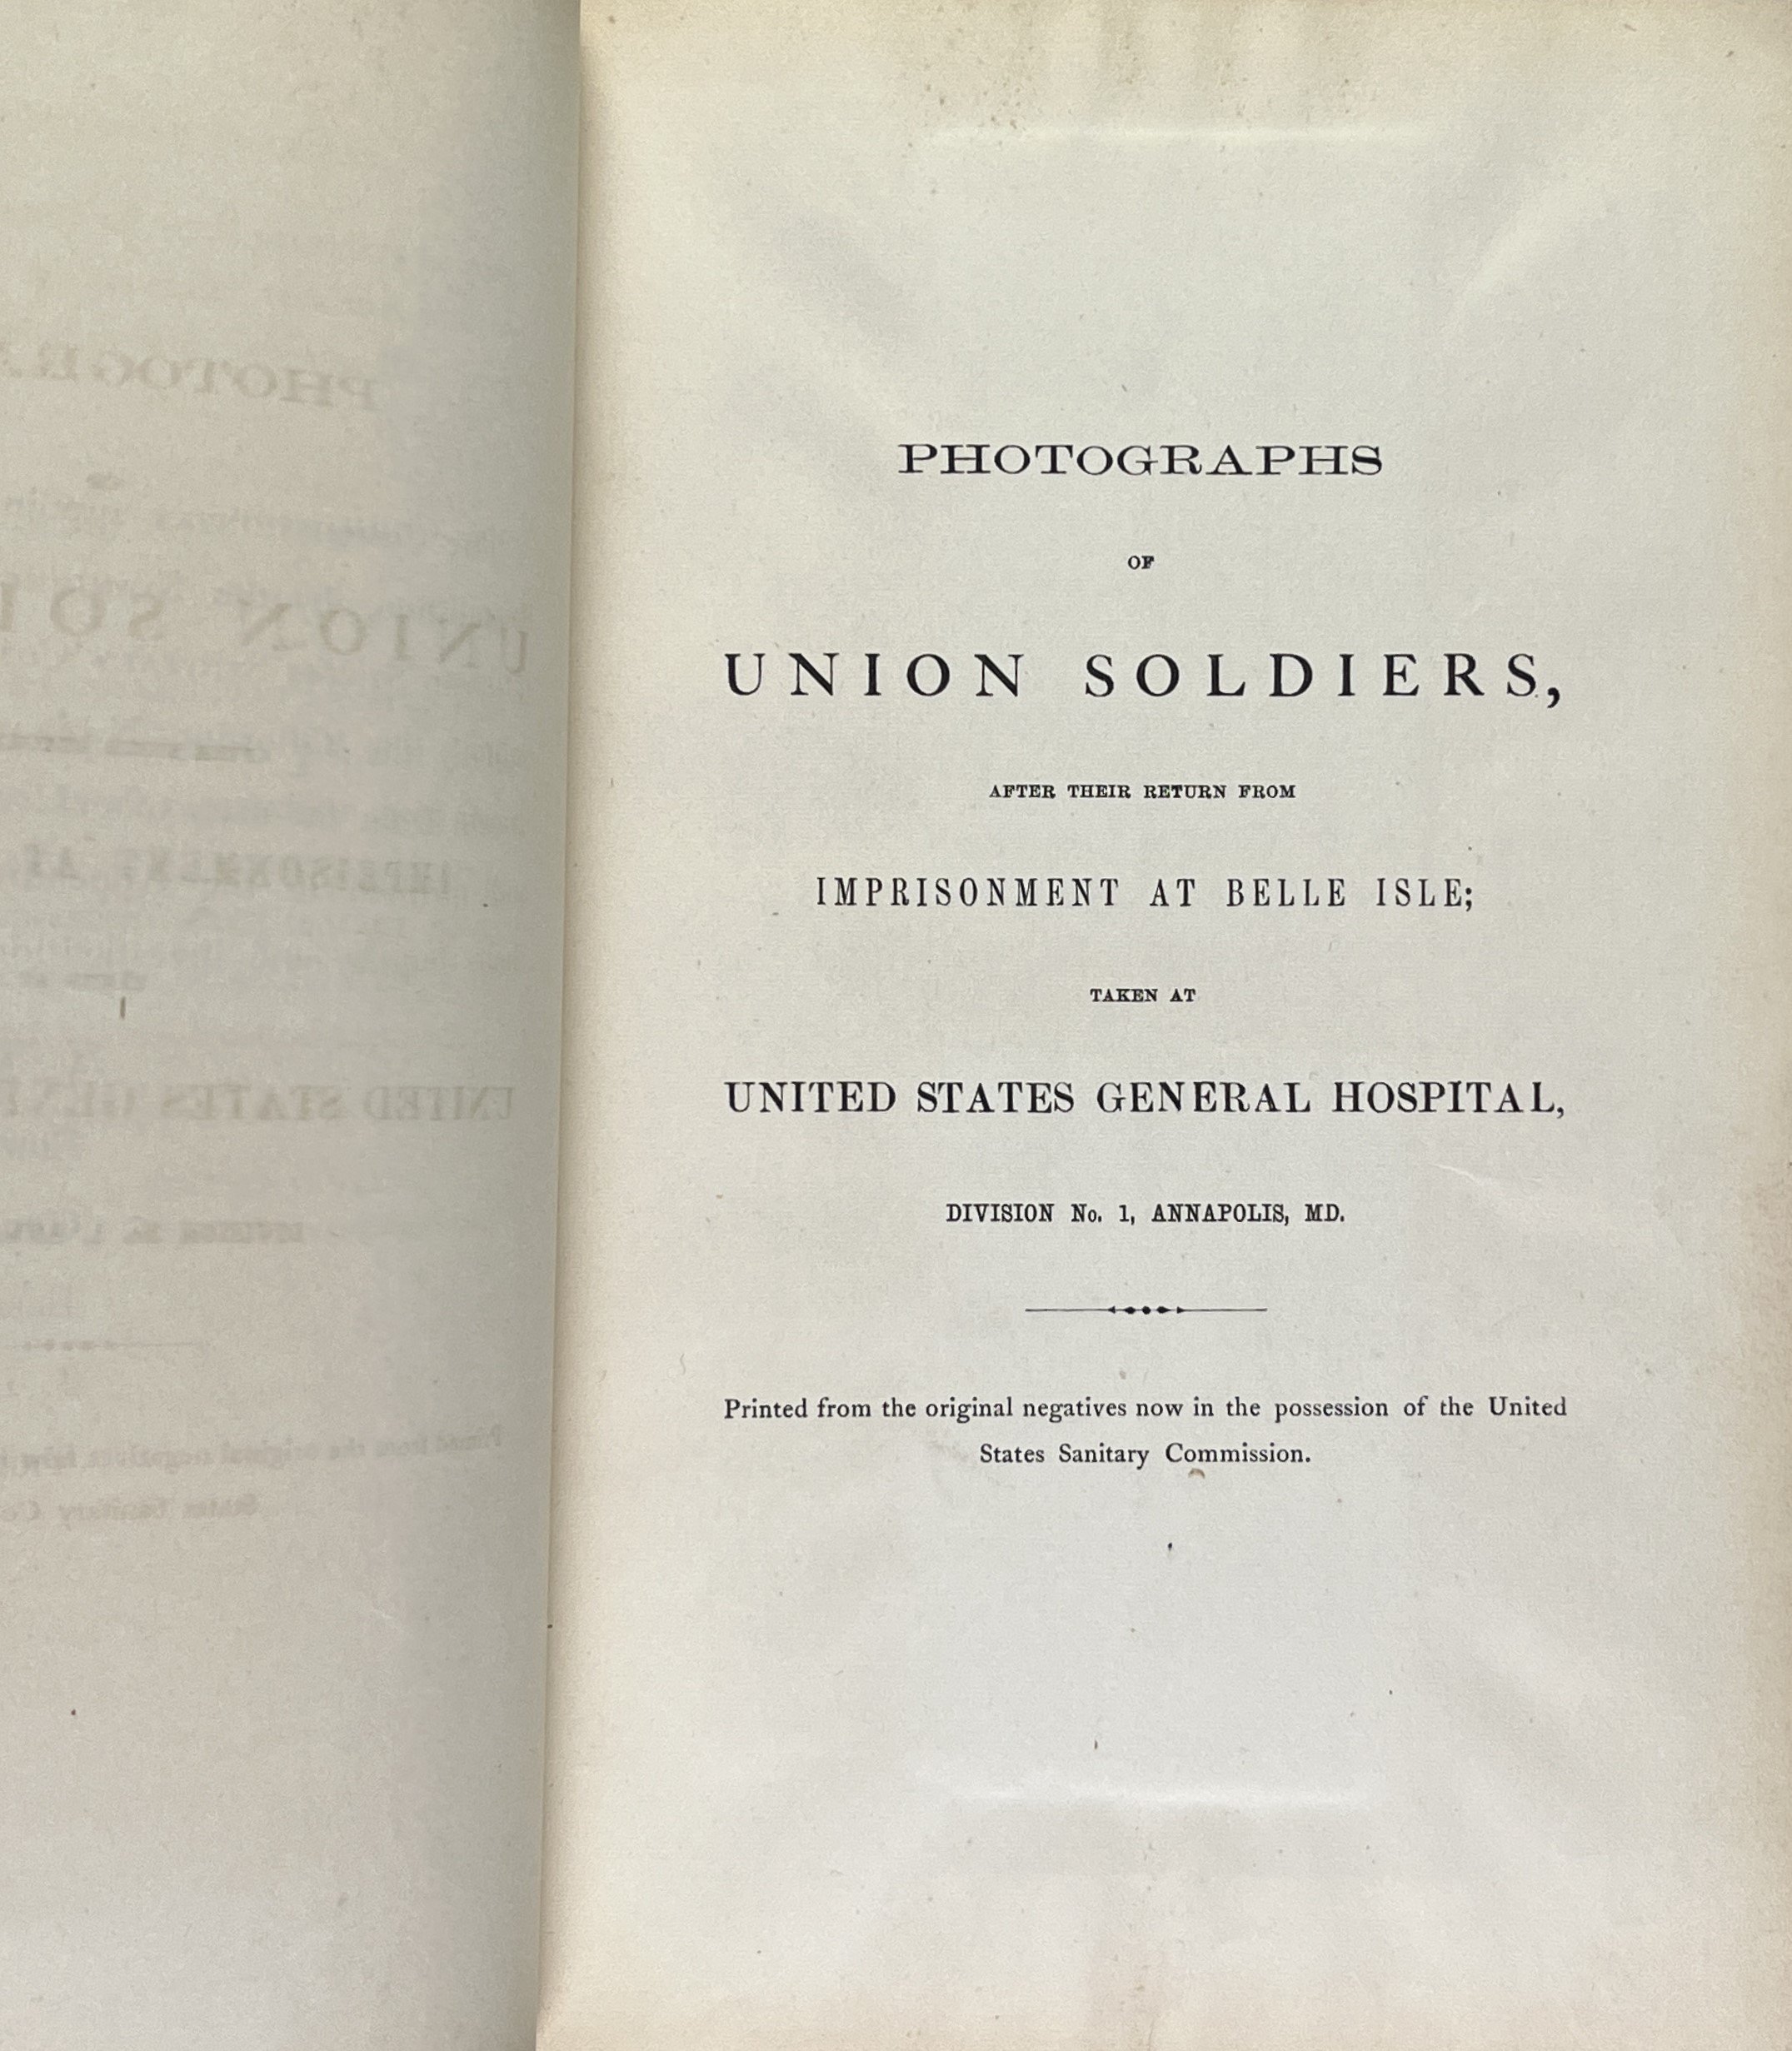 PHOTOGRAPHS
OF
UNION SOLDIERS,
AFTER THEIR RETURN FROM
IMPRISONMENT AT BELLE ISLE;
TAKEN AT
UNITED STATES GENERAL HOSPITAL,
DIVISION No. 1, ANNAPOLIS, MD.
Printed from the original negatives now in the possession of the United
States Sanitary Commission.